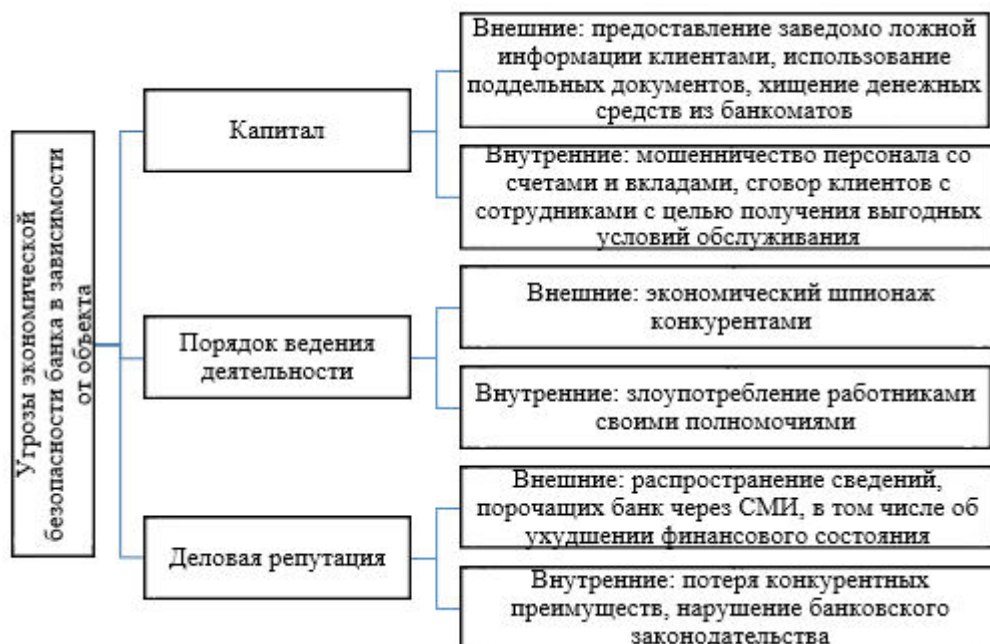 Угрозы экономической
безопасности банка в зависимости
от объекта
Капитал
Внешние: предоставление заведомо ложной
информации клиентами, использование
поддельных документов, хищение денежных
средств из банкоматов
Внутренние: мошенничество персонала со
счетами и вкладами, сговор клиентов с
сотрудниками с целью получения выгодных
условий обслуживания
Порядок ведения
деятельности
Внешние: экономический шпионаж
конкурентами
Внутренние: злоупотребление работниками
своими полномочиями
Деловая репутация
Внешние: распространение сведений,
порочащих банк через СМИ, в том числе об
ухудшении финансового состояния
Внутренние: потеря конкурентных
преимуществ, нарушение банковского
законодательства